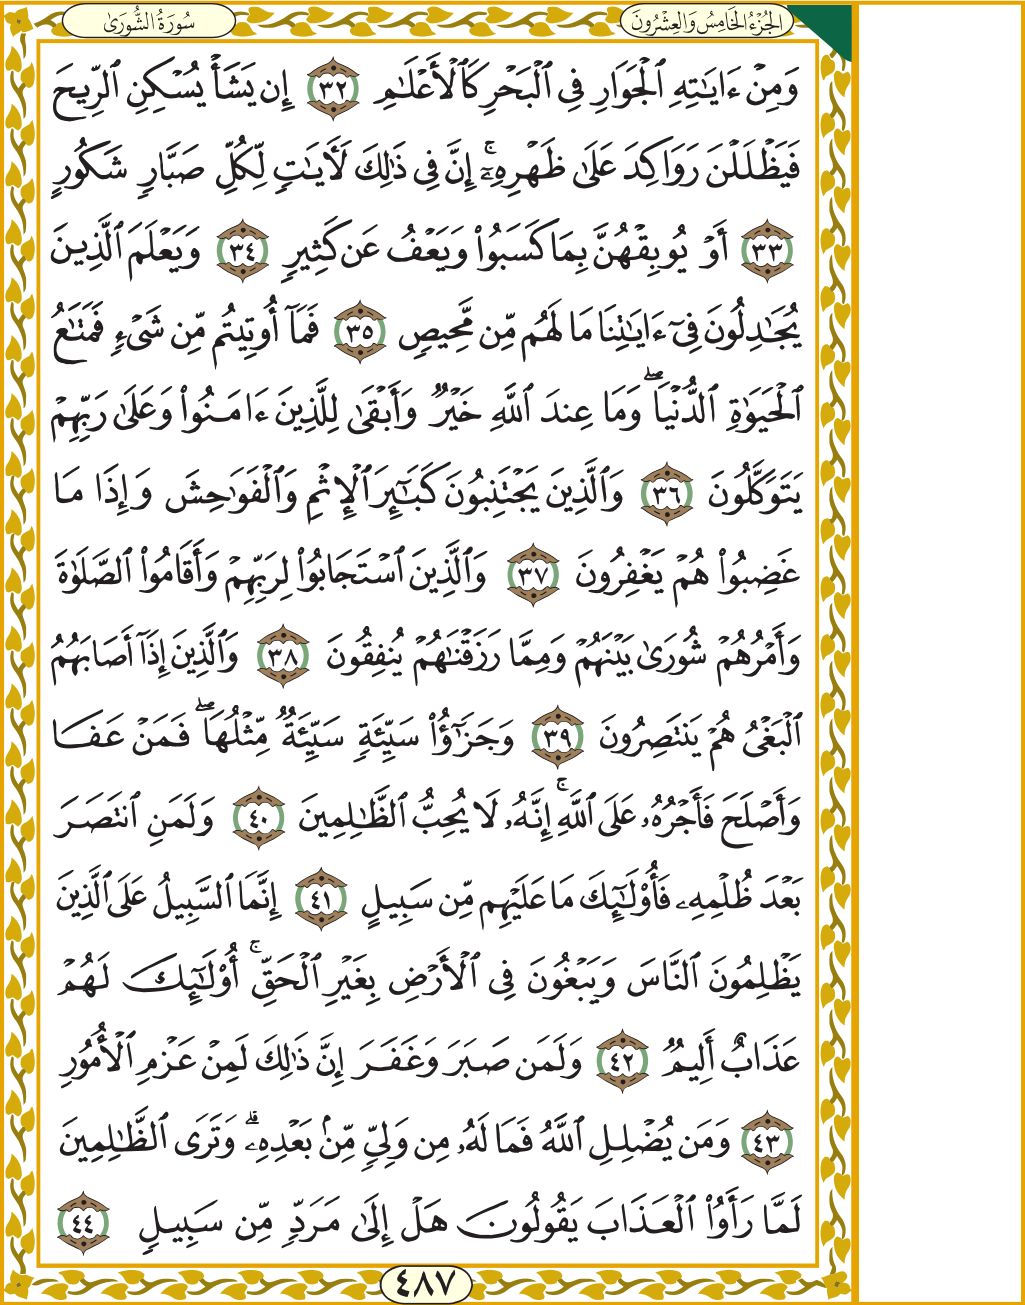 الجُزْءُ الخَامِسُ وَالعِشْرُونَ
سُورَةُ الشُّورَىٰ
وَمِنْ ءَايَٰتِهِ ٱلْجَوَارِ فِى ٱلْبَحْرِ كَٱلْأَعْلَٰمِ ٣٢ إِن يَشَأْ يُسْكِنِ ٱلرِّيحَ
فَيَظْلَلْنَ رَوَاكِدَ عَلَىٰ ظَهْرِهِۦٓ ۚ إِنَّ فِى ذَٰلِكَ لَأٓيَٰتٍ لِّكُلِّ صَبَّارٍ شَكُورٍ
٣٣ أَوْ يُوبِقْهُنَّ بِمَا كَسَبُوا۟ وَيَعْفُ عَن كَثِيرٍ ٣٤ وَيَعْلَمَ ٱلَّذِينَ
يُجَٰدِلُونَ فِىٓ ءَايَٰتِنَا مَا لَهُم مِّن مَّحِيصٍ ٣٥ فَمَآ أُوتِيتُم مِّن شَىْءٍ فَمَتَٰعُ
ٱلْحَيَوٰةِ ٱلدُّنْيَا ۖ وَمَا عِندَ ٱللَّهِ خَيْرٌ وَأَبْقَىٰ لِلَّذِينَ ءَامَنُوا۟ وَعَلَىٰ رَبِّهِمْ
يَتَوَكَّلُونَ ٣٦ وَٱلَّذِينَ يَجْتَنِبُونَ كَبَٰٓئِرَ ٱلْإِثْمِ وَٱلْفَوَٰحِشَ وَإِذَا مَا
غَضِبُوا۟ هُمْ يَغْفِرُونَ ٣٧ وَٱلَّذِينَ ٱسْتَجَابُوا۟ لِرَبِّهِمْ وَأَقَامُوا۟ ٱلصَّلَوٰةَ
وَأَمْرُهُمْ شُورَىٰ بَيْنَهُمْ وَمِمَّا رَزَقْنَٰهُمْ يُنفِقُونَ ٣٨ وَٱلَّذِينَ إِذَآ أَصَابَهُمُ
ٱلْبَغْىُ هُمْ يَنتَصِرُونَ ٣٩ وَجَزَٰٓؤُا۟ سَيِّئَةٍ سَيِّئَةٌ مِّثْلُهَا ۖ فَمَنْ عَفَا
وَأَصْلَحَ فَأَجْرُهُۥ عَلَى ٱللَّهِ ۚ إِنَّهُۥ لَا يُحِبُّ ٱلظَّٰلِمِينَ ٤٠ وَلَمَنِ ٱنتَصَرَ
بَعْدَ ظُلْمِهِۦ فَأُو۟لَٰٓئِكَ مَا عَلَيْهِم مِّن سَبِيلٍ ٤١ إِنَّمَا ٱلسَّبِيلُ عَلَى ٱلَّذِينَ
يَظْلِمُونَ ٱلنَّاسَ وَيَبْغُونَ فِى ٱلْأَرْضِ بِغَيْرِ ٱلْحَقِّ ۚ أُو۟لَٰٓئِكَ لَهُمْ
عَذَابٌ أَلِيمٌ ٤٢ وَلَمَن صَبَرَ وَغَفَرَ إِنَّ ذَٰلِكَ لَمِنْ عَزْمِ ٱلْأُمُورِ
٤٣ وَمَن يُضْلِلِ ٱللَّهُ فَمَا لَهُۥ مِن وَلِىٍّ مِّنۢ بَعْدِهِۦ ۗ وَتَرَى ٱلظَّٰلِمِينَ
لَمَّا رَأَوُا۟ ٱلْعَذَابَ يَقُولُونَ هَلْ إِلَىٰ مَرَدٍّ مِّن سَبِيلٍ ٤٤
٤٨٧